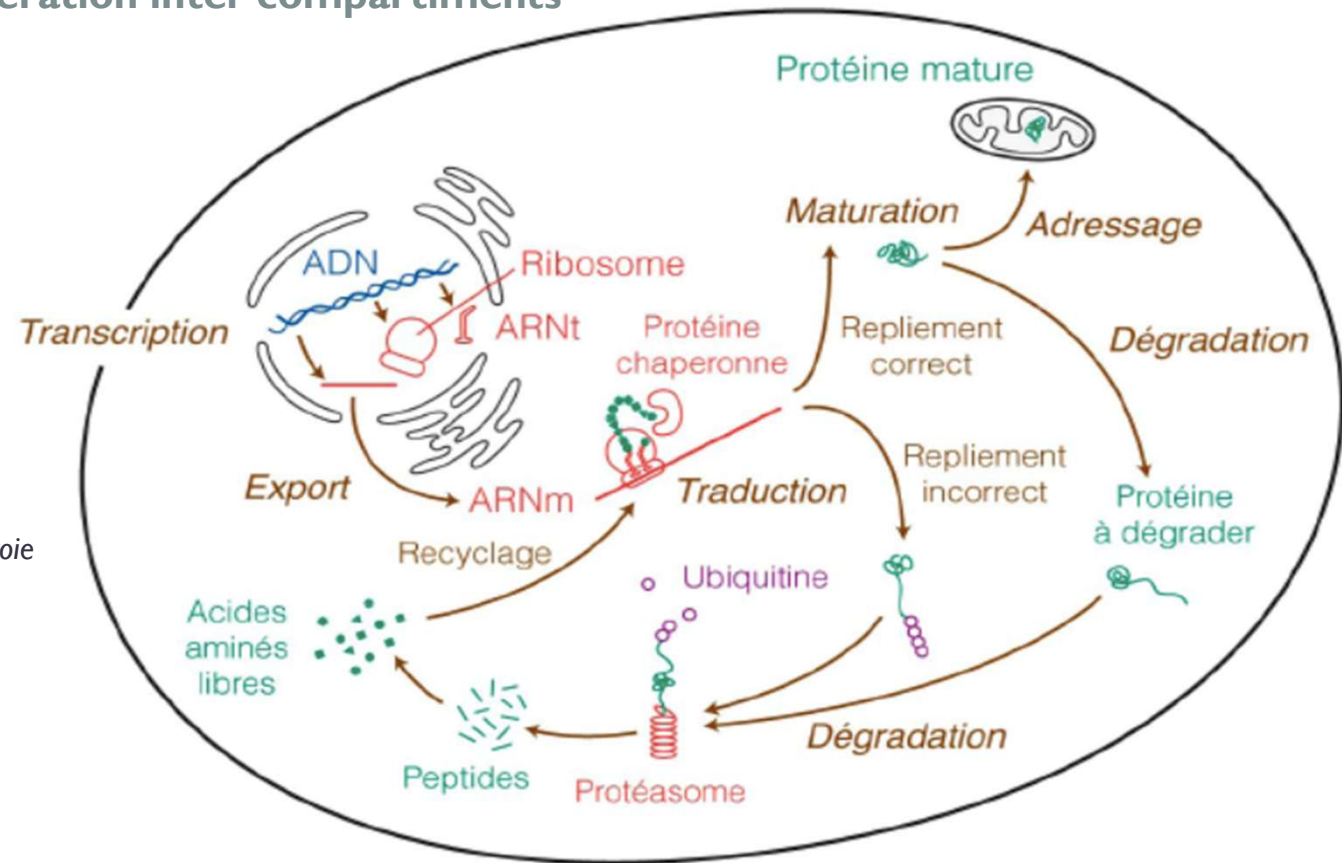 ération inter compartiments
Protéine mature
Maturation
Adressage
ADN
Ribosome
Transcription
ARNt
Protéine
chaperonne
Repliement
correct
Dégradation
Export
ARNm
Traduction
Repliement
incorrect
Protéine
à dégrader
oie
Recyclage
Ubiquitine
Acides
aminés
libres
Dégradation
Peptides
Protéasome